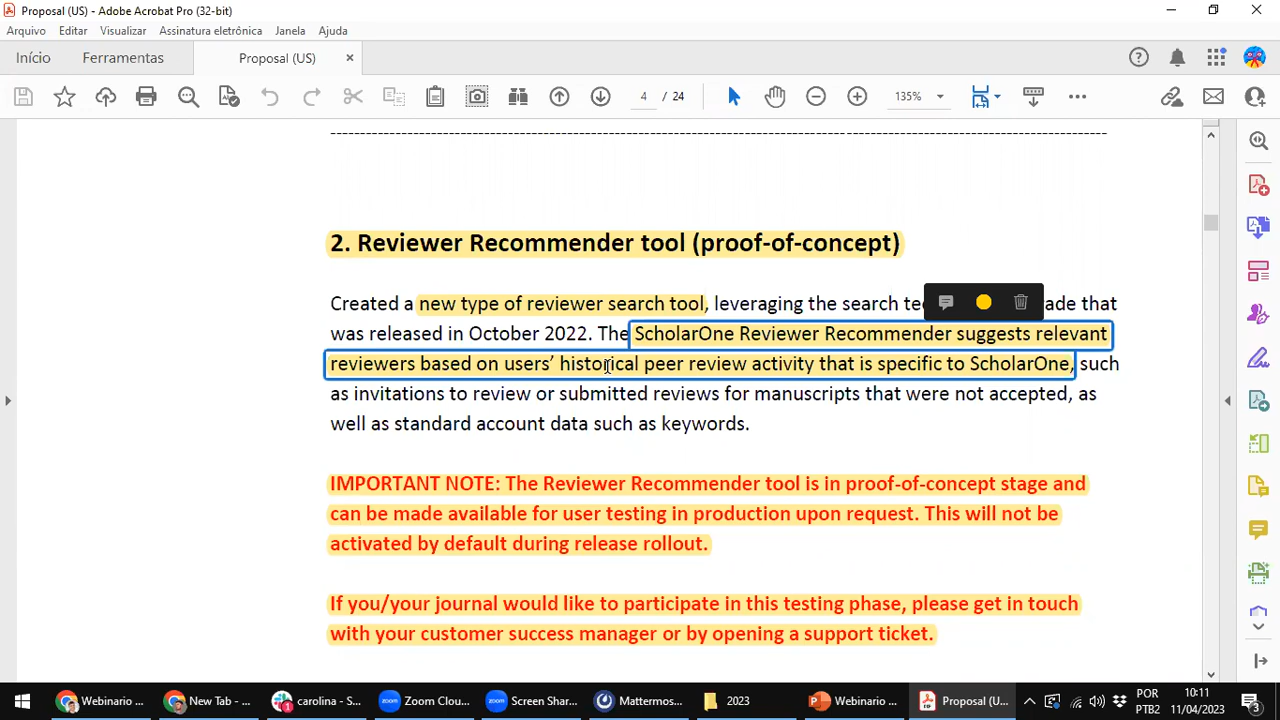 Proposal (US) - Adobe Acrobat Pro (32-bit)
Arquivo Editar Visualizar Assinatura eletrônica Janela Ajuda
Início Ferramentas Proposal (US)
4 / 24 135%
2. Reviewer Recommender tool (proof-of-concept)
Created a new type of reviewer search tool, leveraging the search that
was released in October 2022. The ScholarOne Reviewer Recommender suggests relevant
reviewers based on users’ historical peer review activity that is specific to ScholarOne, such
as invitations to review or submitted reviews for manuscripts that were not accepted, as
well as standard account data such as keywords.
IMPORTANT NOTE: The Reviewer Recommender tool is in proof-of-concept stage and
can be made available for user testing in production upon request. This will not be
activated by default during release rollout.
If you/your journal would like to participate in this testing phase, please get in touch
with your customer success manager or by opening a support ticket.
Webinario ... New Tab - ... carolina - S... Zoom Clou... Screen Shar... Mattermos... 2023 Webinario ... Proposal (U... POR 10:11
PTB2 11/04/2023 3